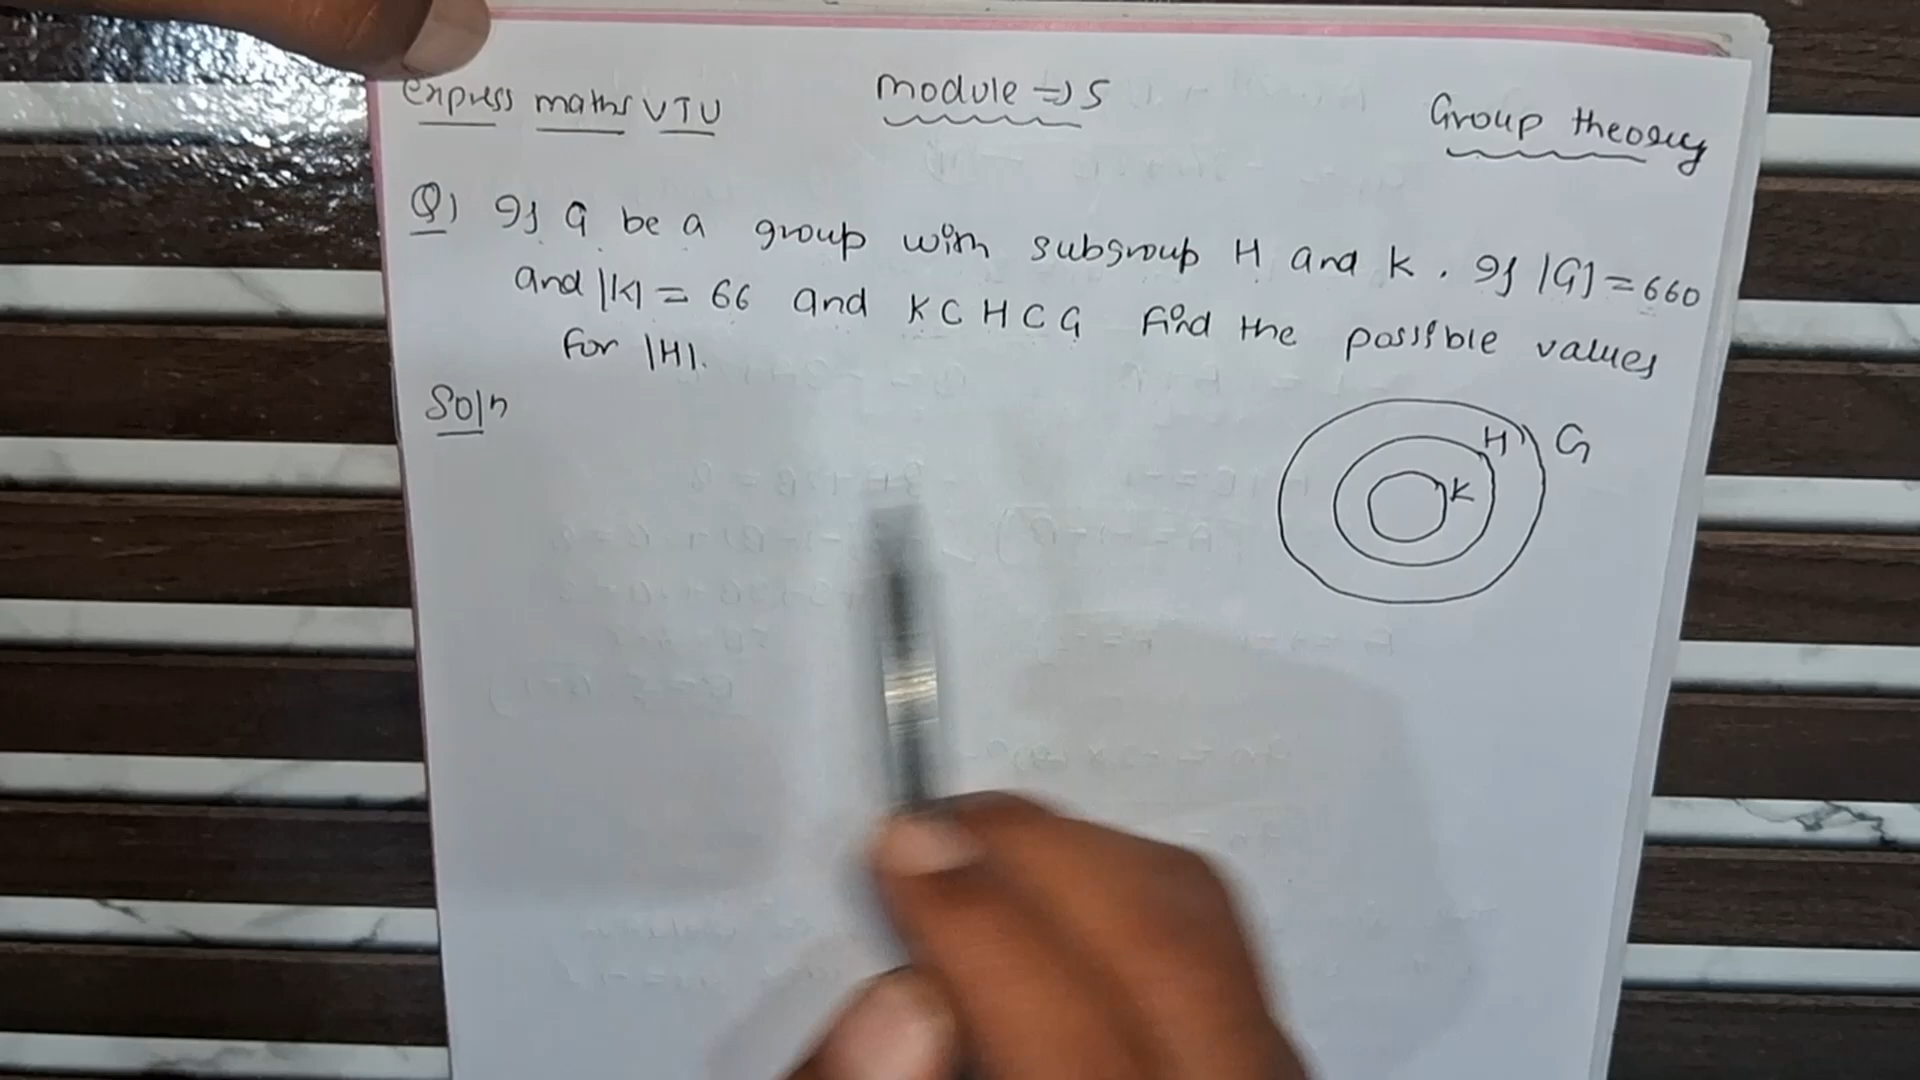 express maths VTU
module ⇒ 5
Group theory
Q) If G be a group with subgroup H and K. If |G| = 660
and |K| = 66 and K ⊂ H ⊂ G Find the possible values
for |H|.
Soln
H G
K